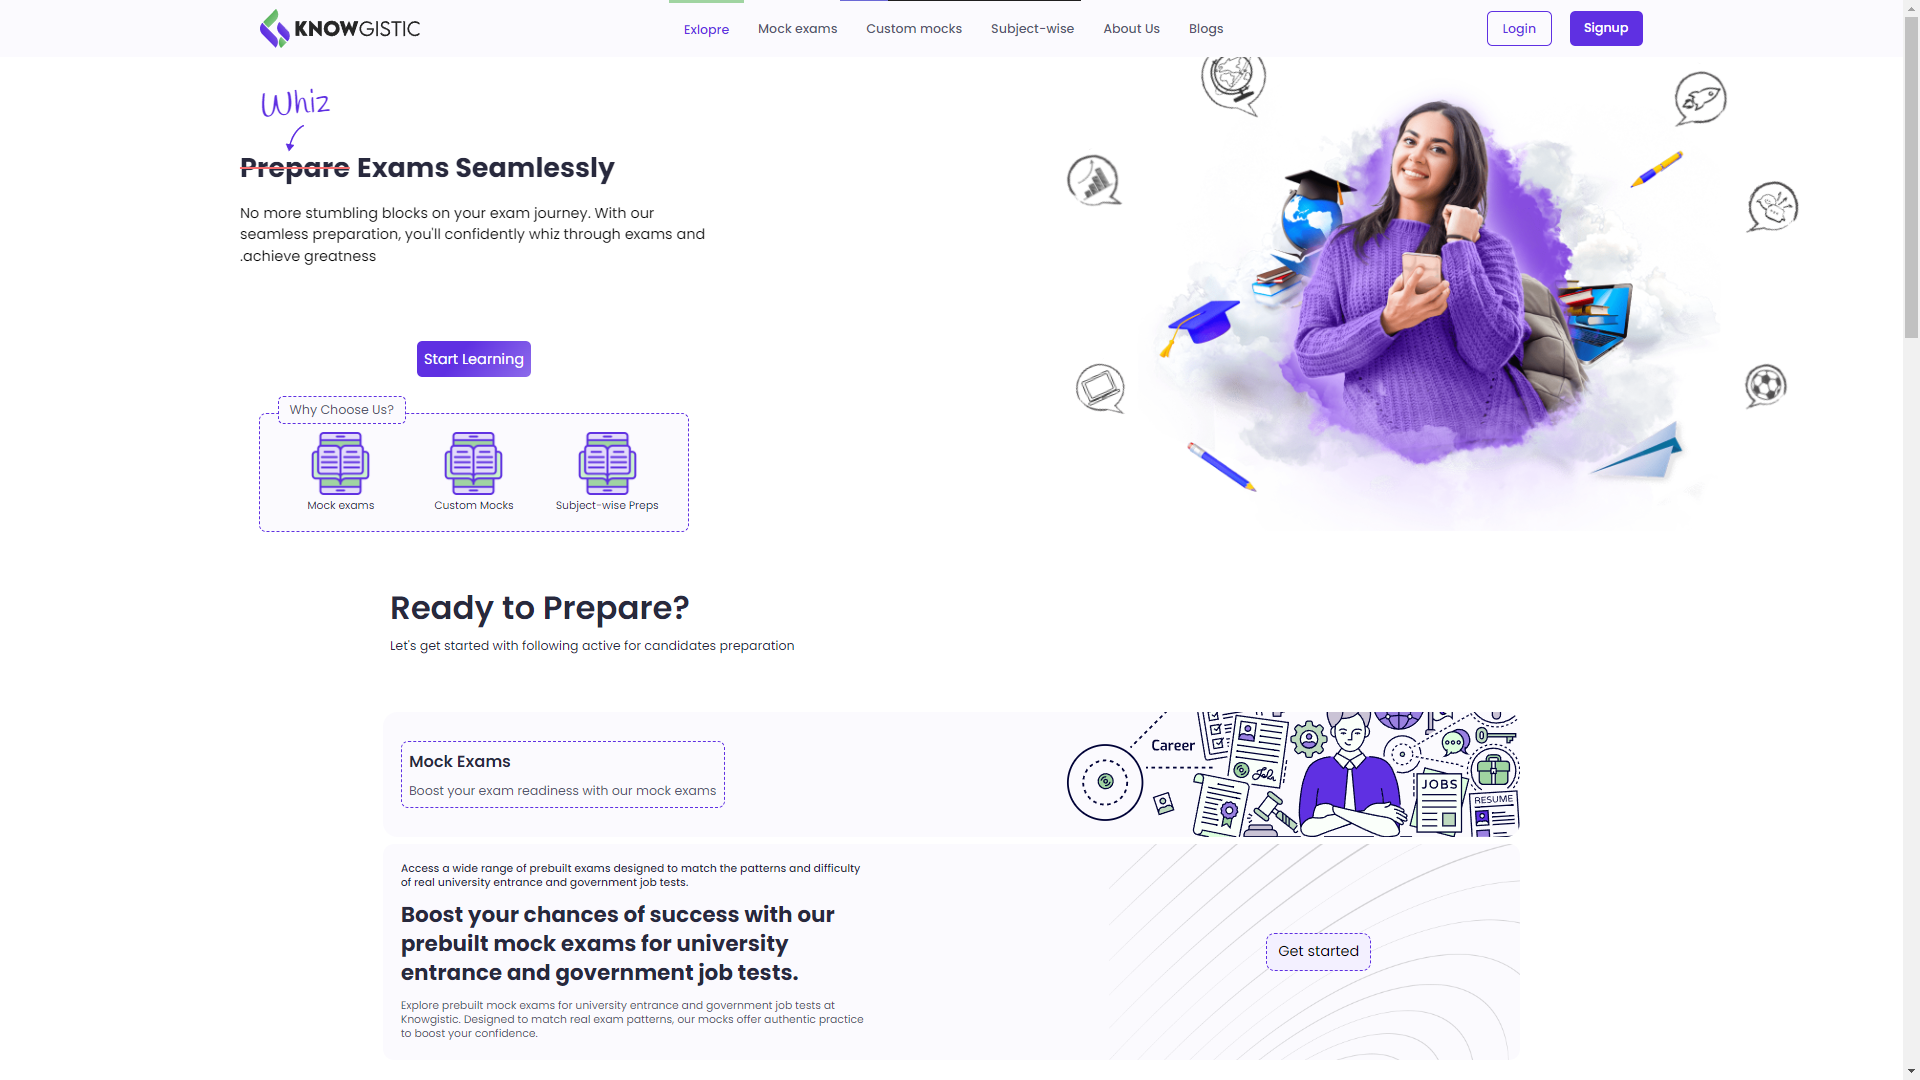 KNOWGISTIC
Exlopre
Mock exams
Custom mocks
Subject-wise
About Us
Blogs
Login
Signup
Whiz
Prepare Exams Seamlessly
No more stumbling blocks on your exam journey. With our
seamless preparation, you'll confidently whiz through exams and
.achieve greatness
Start Learning
Why Choose Us?
Mock exams
Custom Mocks
Subject-wise Preps
Ready to Prepare?
Let's get started with following active for candidates preparation
Mock Exams
Boost your exam readiness with our mock exams
Career
JOBS
RESUME
Access a wide range of prebuilt exams designed to match the patterns and difficulty
of real university entrance and government job tests.
Boost your chances of success with our
prebuilt mock exams for university
entrance and government job tests.
Explore prebuilt mock exams for university entrance and government job tests at
Knowgistic. Designed to match real exam patterns, our mocks offer authentic practice
to boost your confidence.
Get started